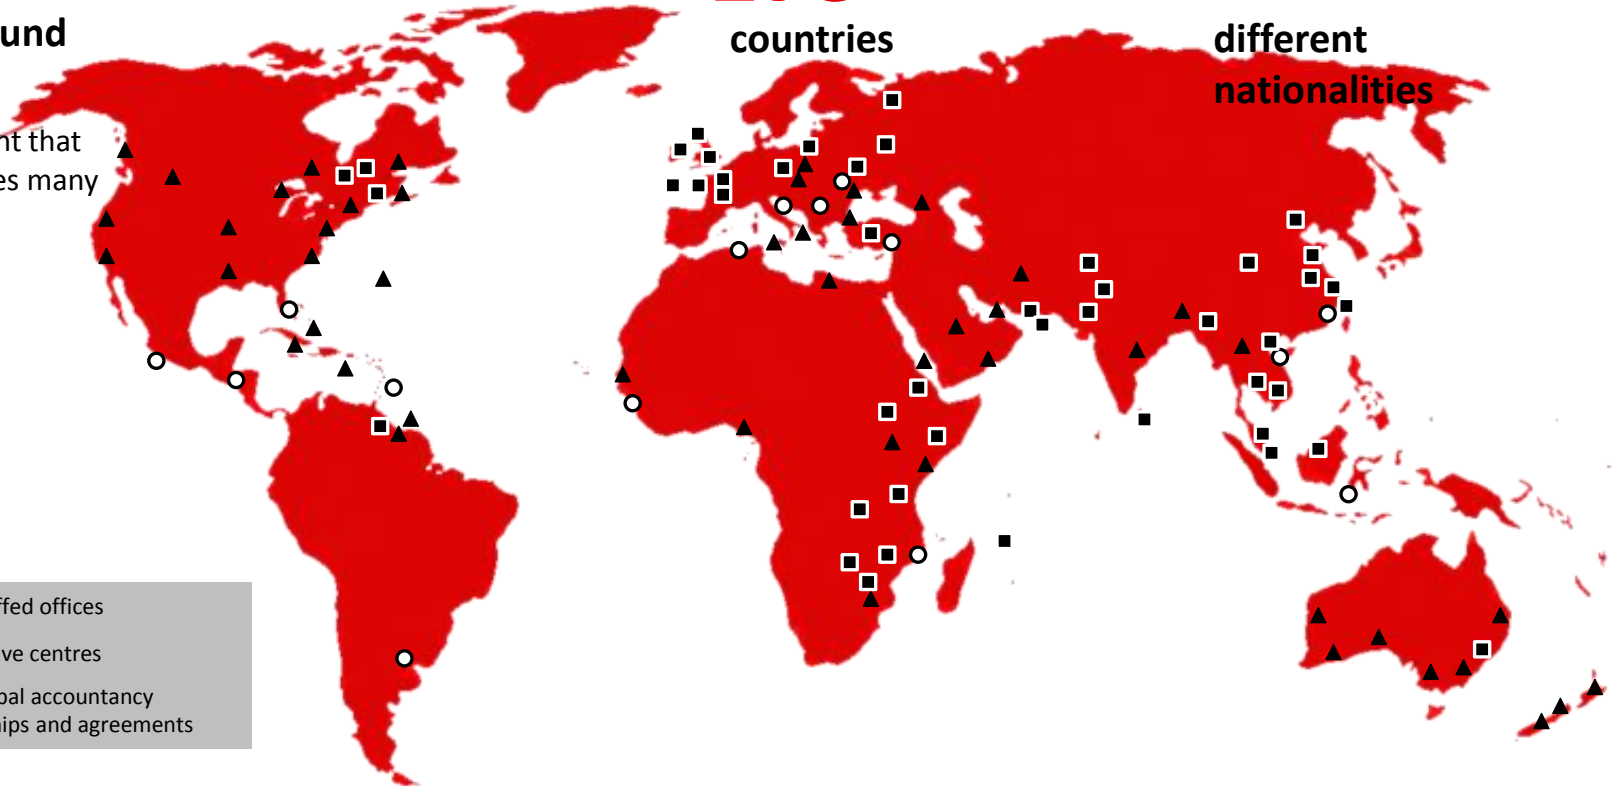 und
countries
different
nationalities
nt that
es many
ffed offices
ve centres
bal accountancy
hips and agreements